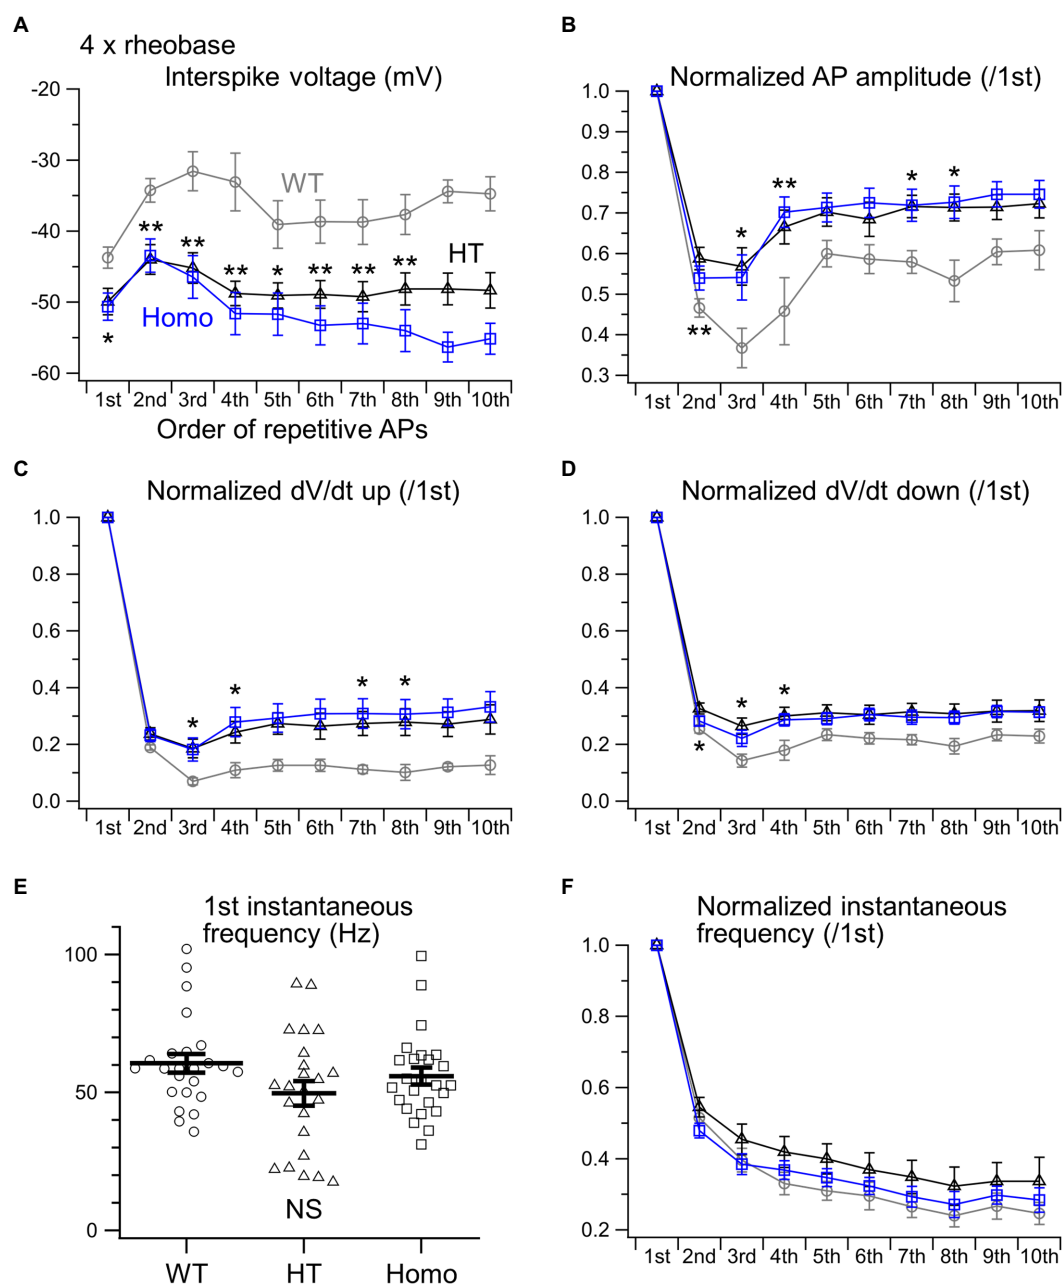 A
4 x rheobase
Interspike voltage (mV)
-20
-30
-40
-50
-60
WT
HT
Homo
**
**
**
*
**
**
**
*
1st 2nd 3rd 4th 5th 6th 7th 8th 9th 10th
Order of repetitive APs
B
Normalized AP amplitude (/1st)
1.0
0.9
0.8
0.7
0.6
0.5
0.4
0.3
**
*
**
*
*
1st 2nd 3rd 4th 5th 6th 7th 8th 9th 10th
C
Normalized dV/dt up (/1st)
1.0
0.8
0.6
0.4
0.2
0.0
*
*
*
*
1st 2nd 3rd 4th 5th 6th 7th 8th 9th 10th
D
Normalized dV/dt down (/1st)
1.0
0.8
0.6
0.4
0.2
0.0
*
*
*
1st 2nd 3rd 4th 5th 6th 7th 8th 9th 10th
E
1st instantaneous
frequency (Hz)
100
50
0
NS
WT HT Homo
F
Normalized instantaneous
frequency (/1st)
1.0
0.8
0.6
0.4
0.2
1st 2nd 3rd 4th 5th 6th 7th 8th 9th 10th